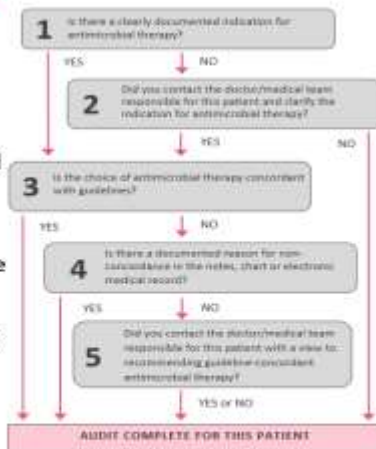 1
Is there a clearly documented indication for
antimicrobial therapy?
YES
NO
2
Did you contact the doctor/medical team
responsible for this patient and clarify the
indication for antimicrobial therapy?
YES
NO
3
Is the choice of antimicrobial therapy concordant
with guidelines?
YES
NO
4
Is there a documented reason for non-
concordance in the notes, chart or electronic
medical record?
YES
NO
5
Did you contact the doctor/medical team
responsible for this patient with a view to
recommending guideline-concordant
antimicrobial therapy?
YES or NO
AUDIT COMPLETE FOR THIS PATIENT